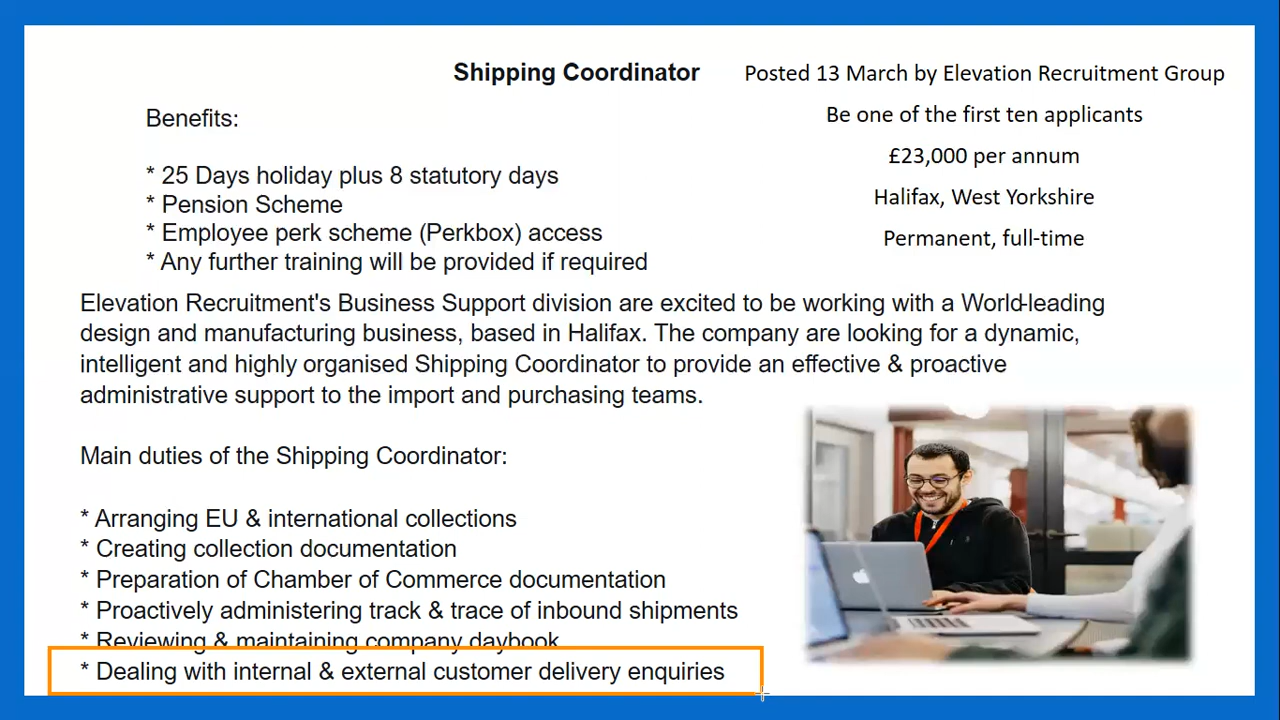 Shipping Coordinator
Posted 13 March by Elevation Recruitment Group
Be one of the first ten applicants
£23,000 per annum
Halifax, West Yorkshire
Permanent, full-time
Benefits:
* 25 Days holiday plus 8 statutory days
* Pension Scheme
* Employee perk scheme (Perkbox) access
* Any further training will be provided if required
Elevation Recruitment's Business Support division are excited to be working with a World-leading
design and manufacturing business, based in Halifax. The company are looking for a dynamic,
intelligent and highly organised Shipping Coordinator to provide an effective & proactive
administrative support to the import and purchasing teams.
Main duties of the Shipping Coordinator:
* Arranging EU & international collections
* Creating collection documentation
* Preparation of Chamber of Commerce documentation
* Proactively administering track & trace of inbound shipments
* Reviewing & maintaining company daybook
* Dealing with internal & external customer delivery enquiries